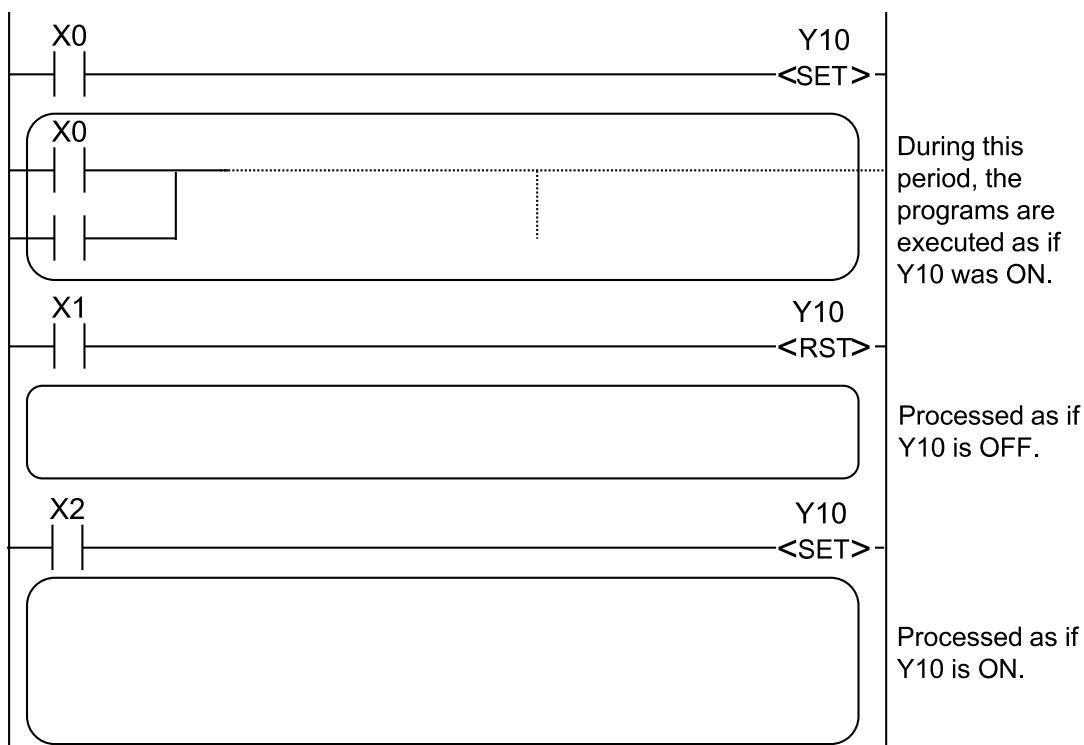 X0
Y10
<SET>
X0
During this
period, the
programs are
executed as if
Y10 was ON.
X1
Y10
<RST>
Processed as if
Y10 is OFF.
X2
Y10
<SET>
Processed as if
Y10 is ON.